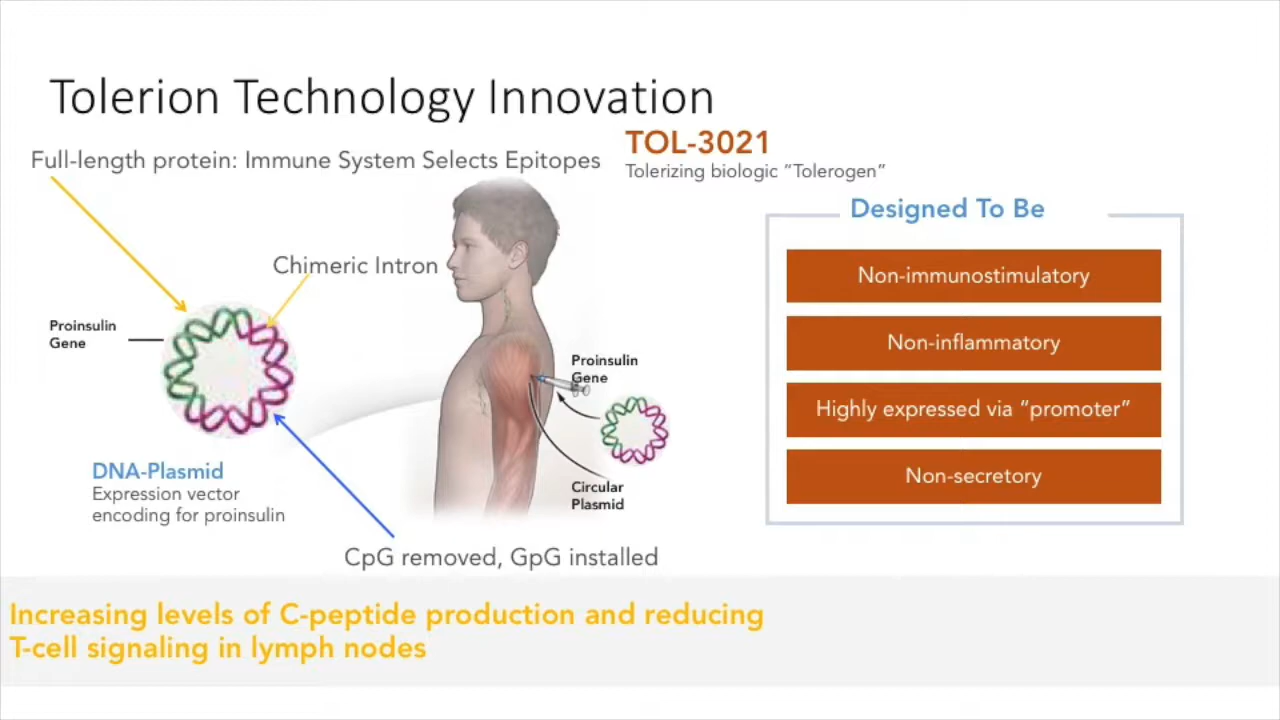 Tolerion Technology Innovation
TOL-3021
Tolerizing biologic “Tolerogen”
Full-length protein: Immune System Selects Epitopes
Designed To Be
Non-immunostimulatory
Non-inflammatory
Highly expressed via “promoter”
Non-secretory
Chimeric Intron
Proinsulin
Gene
Proinsulin
Gene
Circular
Plasmid
DNA-Plasmid
Expression vector
encoding for proinsulin
CpG removed, GpG installed
Increasing levels of C-peptide production and reducing
T-cell signaling in lymph nodes